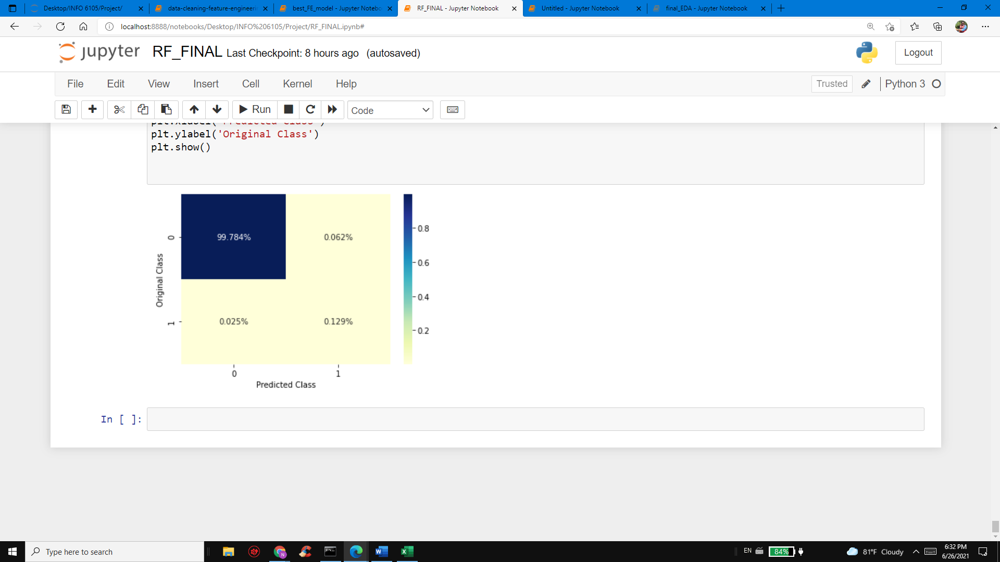 Desktop/INFO 6105/Project/
data-cleaning-feature-engineeri
best_FE_model - Jupyter Notebo
RF_FINAL - Jupyter Notebook
Untitled - Jupyter Notebook
final_EDA - Jupyter Notebook
localhost:8888/notebooks/Desktop/INFO%206105/Project/RF_FINAL.ipynb#
jupyter RF_FINAL Last Checkpoint: 8 hours ago (autosaved)
Logout
File Edit View Insert Cell Kernel Help
Trusted
Python 3
Run
Code
plt.xlabel('Predicted Class')
plt.ylabel('Original Class')
plt.show()
99.784% 0.062%
0.025% 0.129%
0
1
Original Class
0 1
Predicted Class
0.8
0.6
0.4
0.2
In [ ]:
Type here to search
N
W
X
EN
84%
81°F Cloudy
6:32 PM
6/26/2021